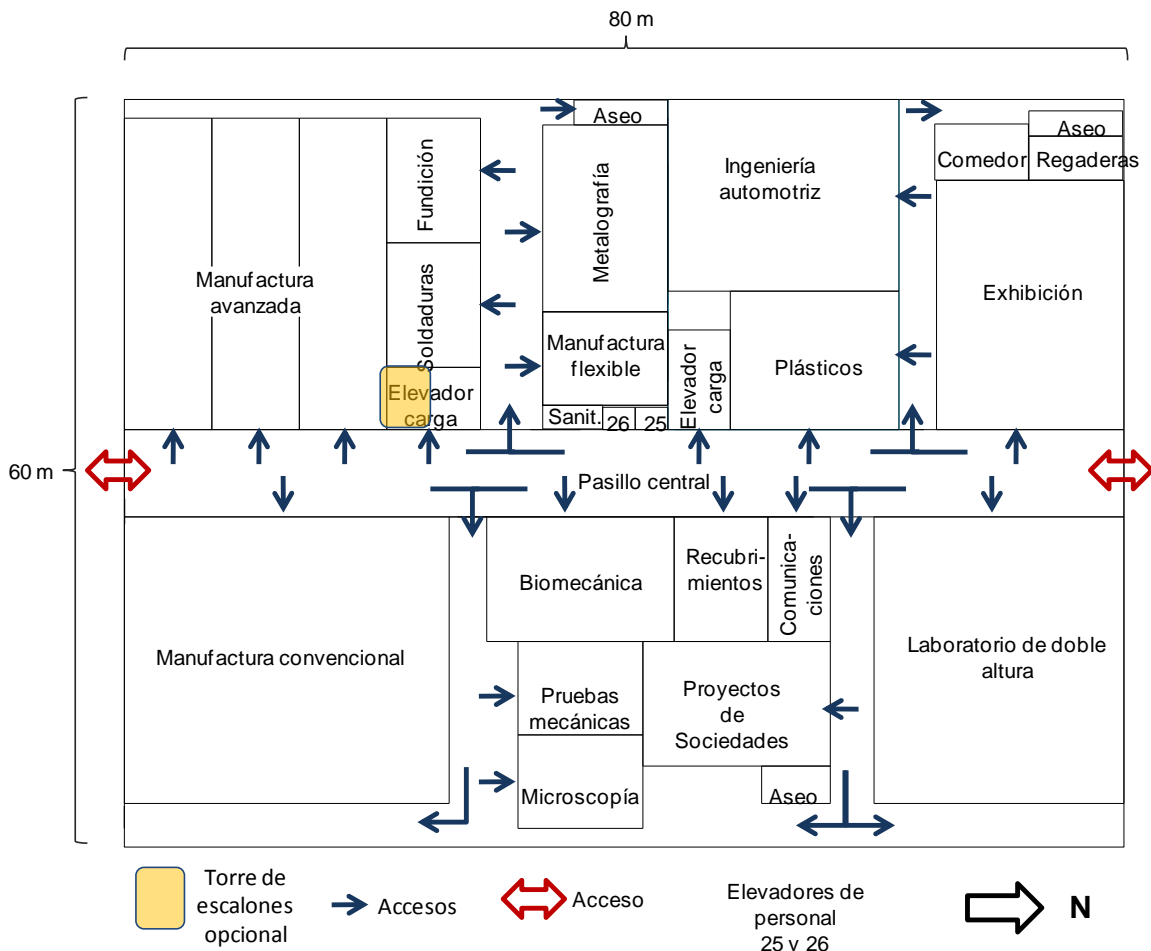 80 m
60 m
Aseo
Fundición
Metalografía
Ingeniería
automotriz
Aseo
Comedor
Regaderas
Manufactura
avanzada
Soldaduras
Exhibición
Manufactura
flexible
Elevador
carga
Plásticos
Elevador
carga
Sanit.
26
25
Pasillo central
Biomecánica
Recubri-
mientos
Comunica-
ciones
Manufactura convencional
Laboratorio de doble
altura
Pruebas
mecánicas
Proyectos
de
Sociedades
Microscopía
Aseo
Torre de
escalones
opcional
Accesos
Acceso
Elevadores de
personal
25 y 26
N